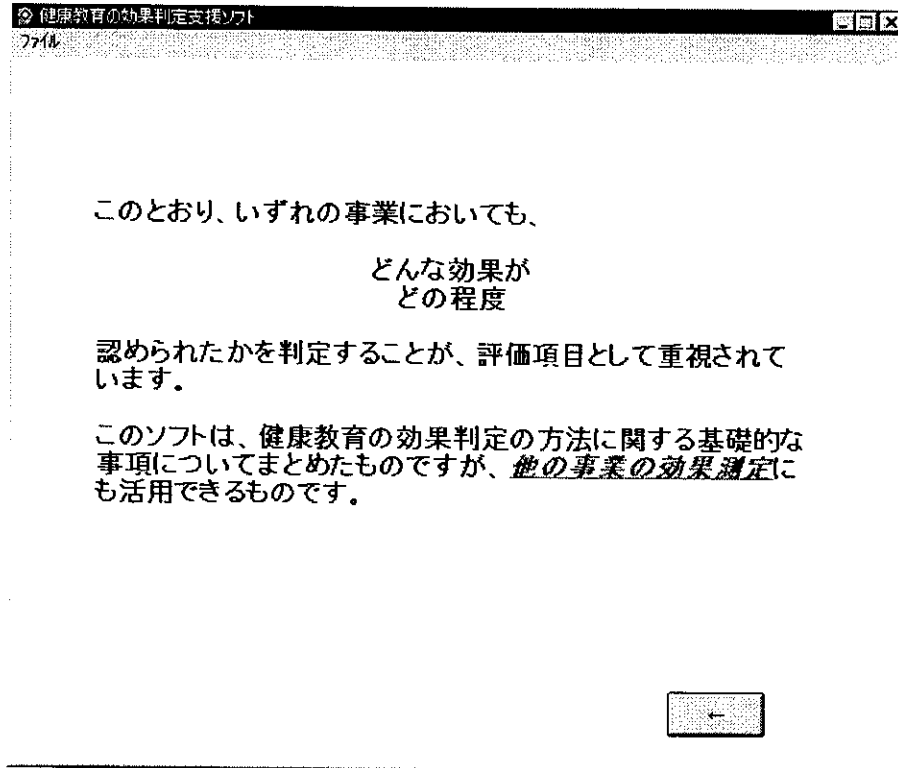 健康教育の効果判定支援ソフト
ファイル
このとおり、いずれの事業においても、
どんな効果が
どの程度
認められたかを判定することが、評価項目として重視されて
います。
このソフトは、健康教育の効果判定の方法に関する基礎的な
事項についてまとめたものですが、他の事業の効果測定に
も活用できるものです。
←